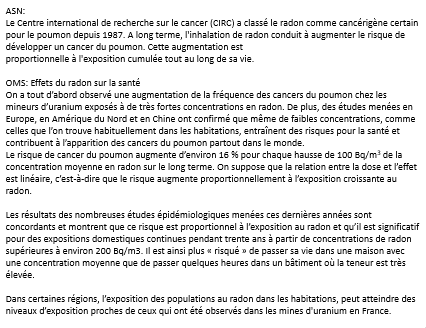 ASN:
Le Centre international de recherche sur le cancer (CIRC) a classé le radon comme cancérigène certain
pour le poumon depuis 1987. A long terme, l'inhalation de radon conduit à augmenter le risque de
développer un cancer du poumon. Cette augmentation est
proportionnelle à l'exposition cumulée tout au long de sa vie.
OMS: Effets du radon sur la santé
On a tout d'abord observé une augmentation de la fréquence des cancers du poumon chez les
mineurs d'uranium exposés à de très fortes concentrations en radon. De plus, des études menées en
Europe, en Amérique du Nord et en Chine ont confirmé que même de faibles concentrations, comme
celles que l'on trouve habituellement dans les habitations, entraînent des risques pour la santé et
contribuent à l'apparition des cancers du poumon partout dans le monde.
Le risque de cancer du poumon augmente d'environ 16 % pour chaque hausse de 100 Bq/m³ de la
concentration moyenne en radon sur le long terme. On suppose que la relation entre la dose et l'effet
est linéaire, c'est-à-dire que le risque augmente proportionnellement à l'exposition croissante au
radon.
Les résultats des nombreuses études épidémiologiques menées ces dernières années sont
concordants et montrent que ce risque est proportionnel à l'exposition au radon et qu'il est significatif
pour des expositions domestiques continues pendant trente ans à partir de concentrations de radon
supérieures à environ 200 Bq/m3. Il est ainsi plus « risqué » de passer sa vie dans une maison avec
une concentration moyenne que de passer quelques heures dans un bâtiment où la teneur est très
élevée.
Dans certaines régions, l'exposition des populations au radon dans les habitations, peut atteindre des
niveaux d'exposition proches de ceux qui ont été observés dans les mines d'uranium en France.